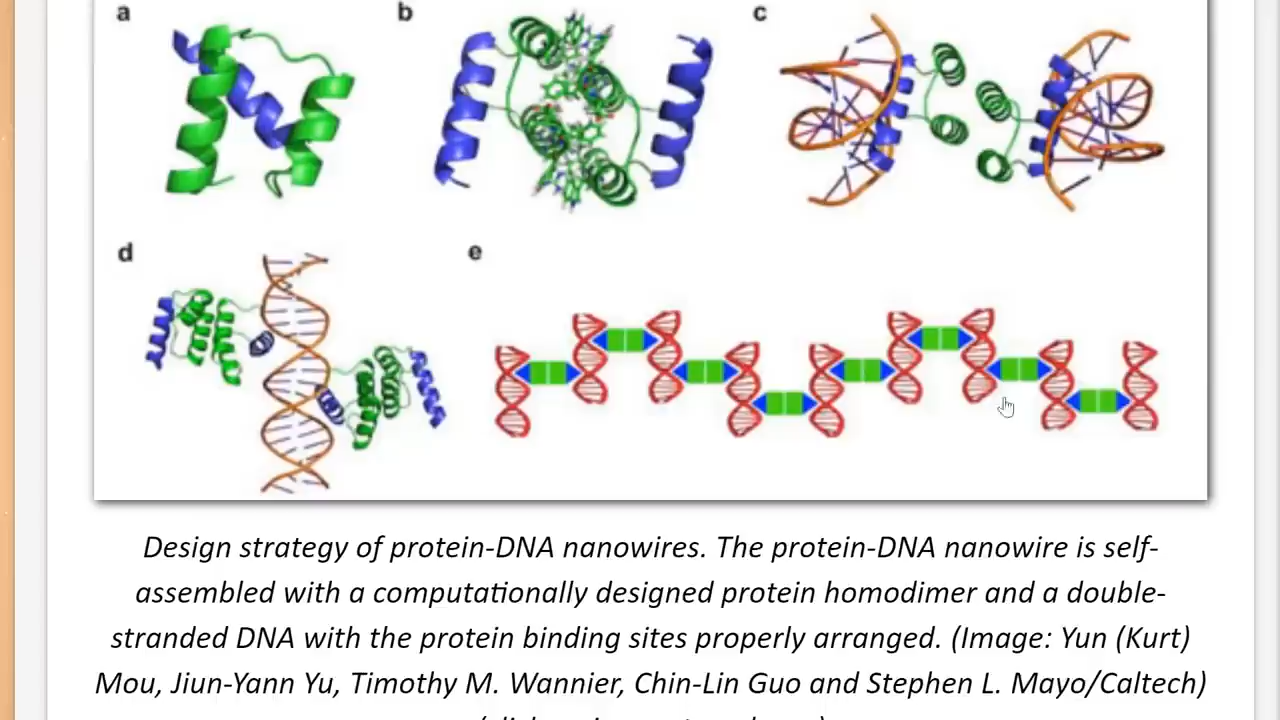 a
b
c
d
e
Design strategy of protein-DNA nanowires. The protein-DNA nanowire is self-
assembled with a computationally designed protein homodimer and a double-
stranded DNA with the protein binding sites properly arranged. (Image: Yun (Kurt)
Mou, Jiun-Yann Yu, Timothy M. Wannier, Chin-Lin Guo and Stephen L. Mayo/Caltech)